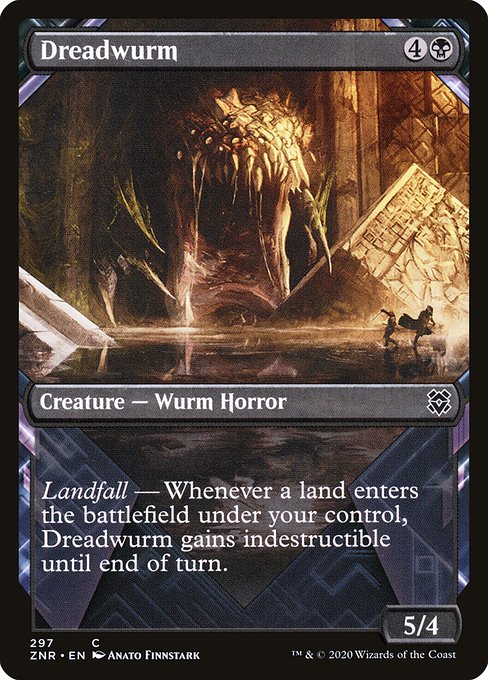 Dreadwurm 4
Creature — Wurm Horror
Landfall — Whenever a land enters
the battlefield under your control,
Dreadwurm gains indestructible
until end of turn.
5/4
297 C
ZNR • EN Anato Finnstark
™ & © 2020 Wizards of the Coast